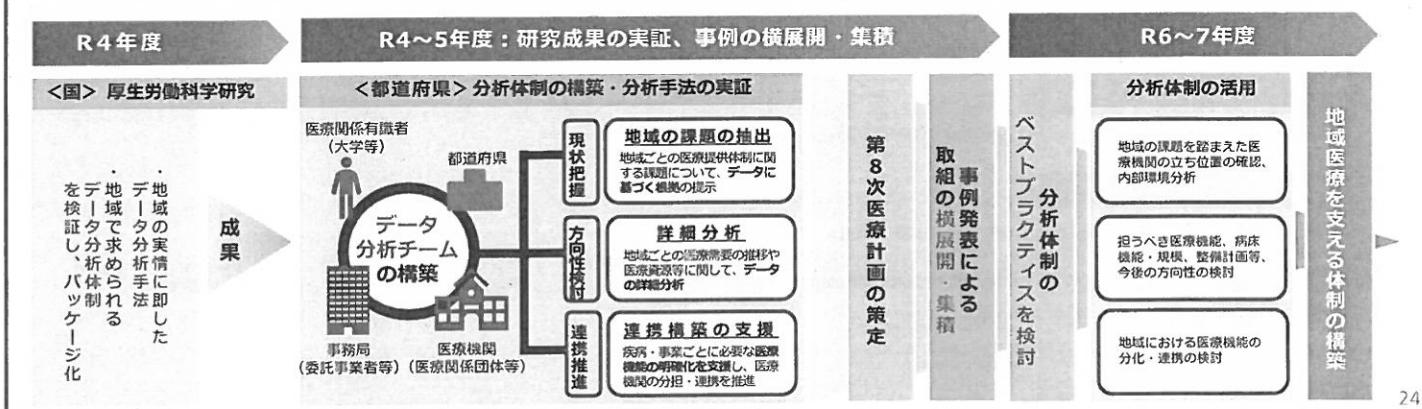 R4年度
R4~5年度:研究成果の実証、事例の横展開・集積
R6~7年度
<国> 厚生労働科学研究
・地域の実情に即した
データ分析手法
・地域で求められる
データ分析体制
を検証し、パッケージ化
成果
<都道府県> 分析体制の構築・分析手法の実証
医療関係有識者
(大学等)
都道府県
データ
分析チーム
の構築
事務局
(委託事業者等)
医療機関
(医療関係団体等)
現状把握
地域の課題の抽出
地域ごとの医療提供体制に関
する課題について、データに
基づく根拠の提示
方向性検討
詳細分析
地域ごとの医療需要の推移や
医療資源等に関して、データ
の詳細分析
連携推進
連携構築の支援
疾病・事業ごとに必要な医療
機能の明確化を支援し、医療
機関の分担・連携を推進
第8次医療計画の策定
事例発表による
取組の横展開・集積
分析体制の
ベストプラクティスを検討
分析体制の活用
地域の課題を踏まえた医
療機関の立ち位置の確認、
内部環境分析
担うべき医療機能、病床
機能・規模、整備計画等、
今後の方向性の検討
地域における医療機能の
分化・連携の検討
地域医療を支える体制の構築
24